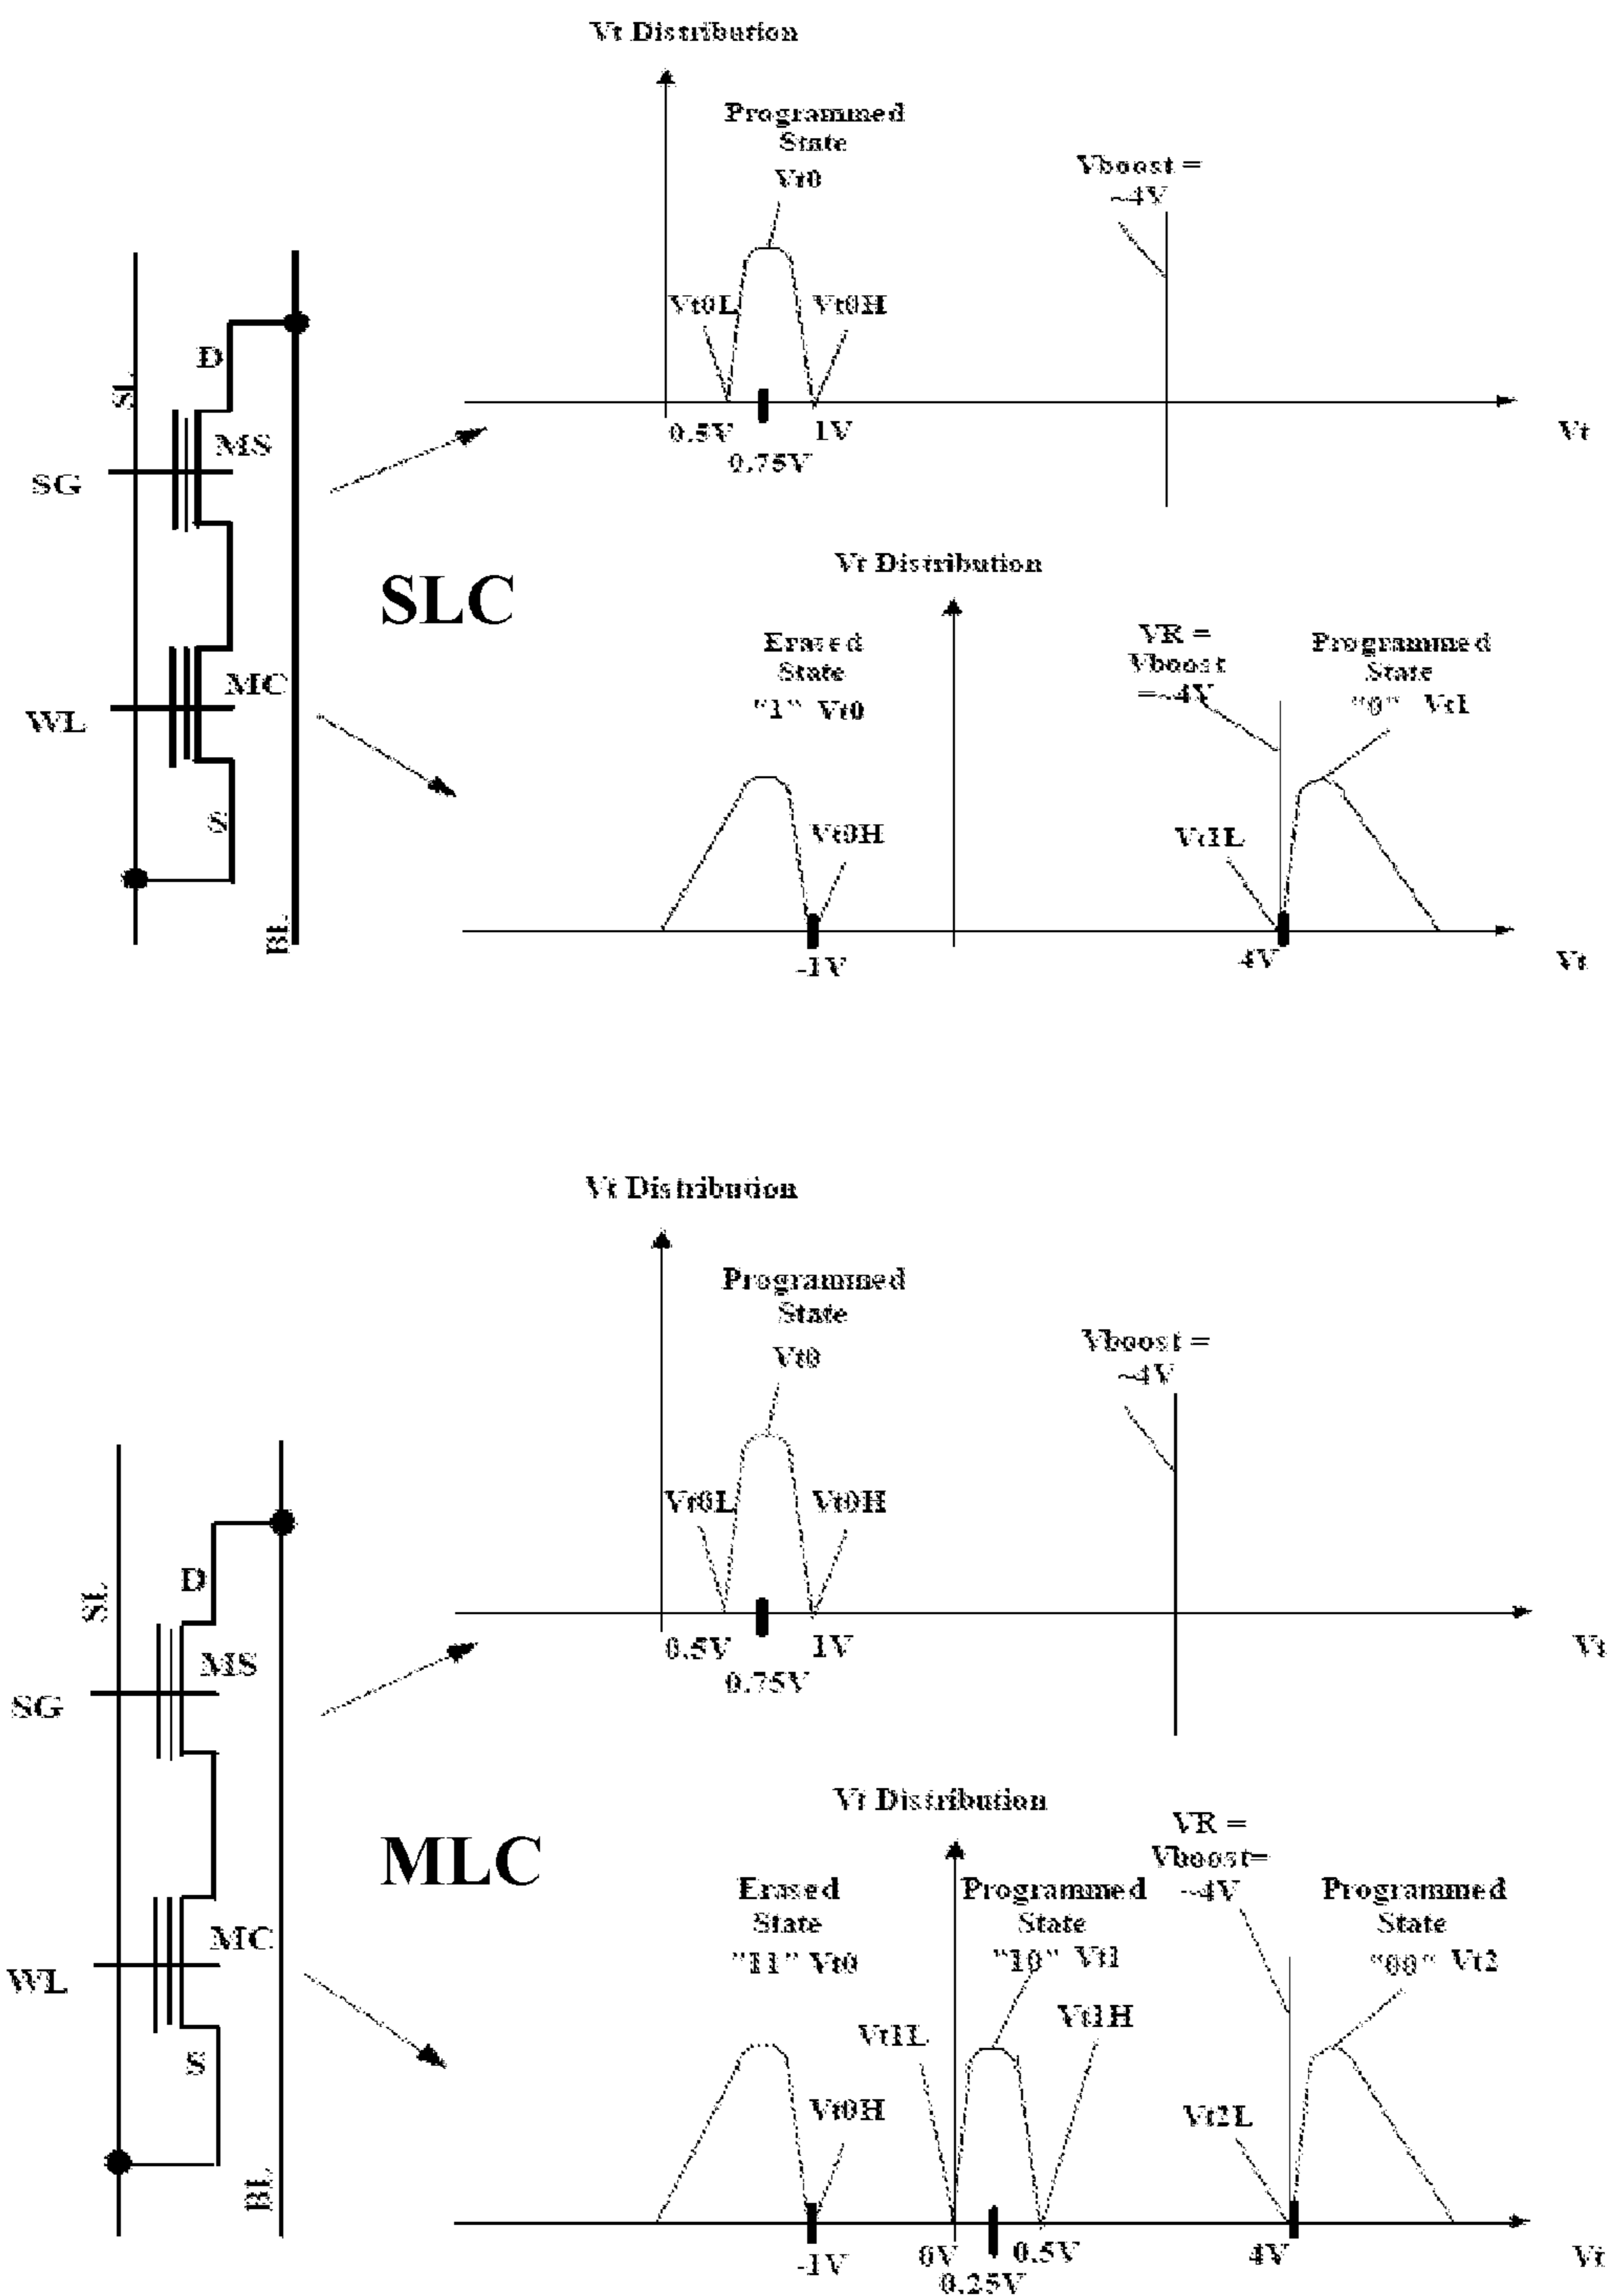 Vt Distribution
Programmed
State
Vt0
Vboost =
~4V
Vt0L
Vt0H
0.5V
1V
0.75V
Vt
SL
D
MS
SG
SLC
MC
WL
S
BL
Vt Distribution
Erased
State
"1" Vt0
VR =
Vboost
=~4V
Programmed
State
"0" Vt1
Vt0H
Vt1L
-1V
4V
Vt
Vt Distribution
Programmed
State
Vt0
Vboost =
~4V
Vt0L
Vt0H
0.5V
1V
0.75V
Vt
SL
D
MS
SG
MLC
MC
WL
S
BL
Vt Distribution
Erased
State
"11" Vt0
Programmed
State
"10" Vt1
VR =
Vboost=
~4V
Programmed
State
"00" Vt2
Vt0H
Vt1L
Vt1H
Vt2L
-1V
0V
0.5V
0.25V
4V
Vt